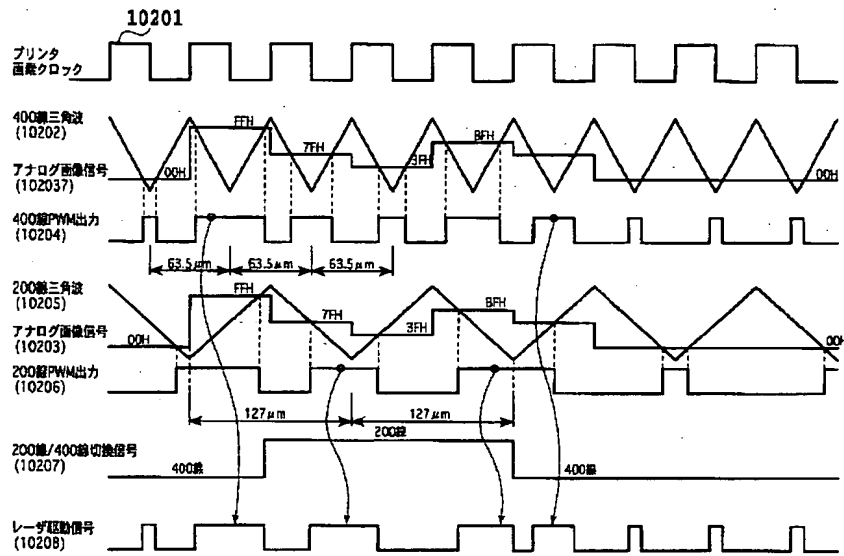 10201
プリンタ
画素クロック
400線三角波
(10202)
FFH
7FH
3FH
BFH
アナログ画像信号
(102037)
00H
00H
400線PWM出力
(10204)
63.5μm
63.5μm
63.5μm
200線三角波
(10205)
FFH
7FH
3FH
BFH
アナログ画像信号
(10203)
00H
00H
200線PWM出力
(10206)
127μm
127μm
200線
200線/400線切換信号
(10207)
400線
400線
レーザ駆動信号
(10208)